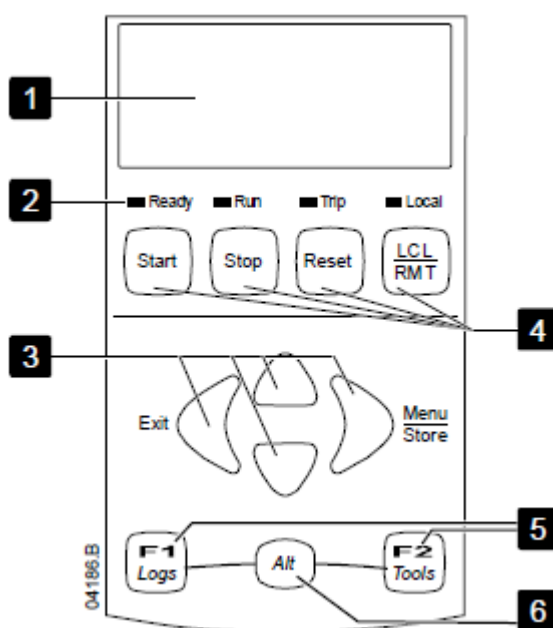 1
2
Ready Run Trip Local
Start Stop Reset LCL
RMT
4
3
Exit
Menu
Store
5
F1
Logs
Alt
F2
Tools
04186.B
6